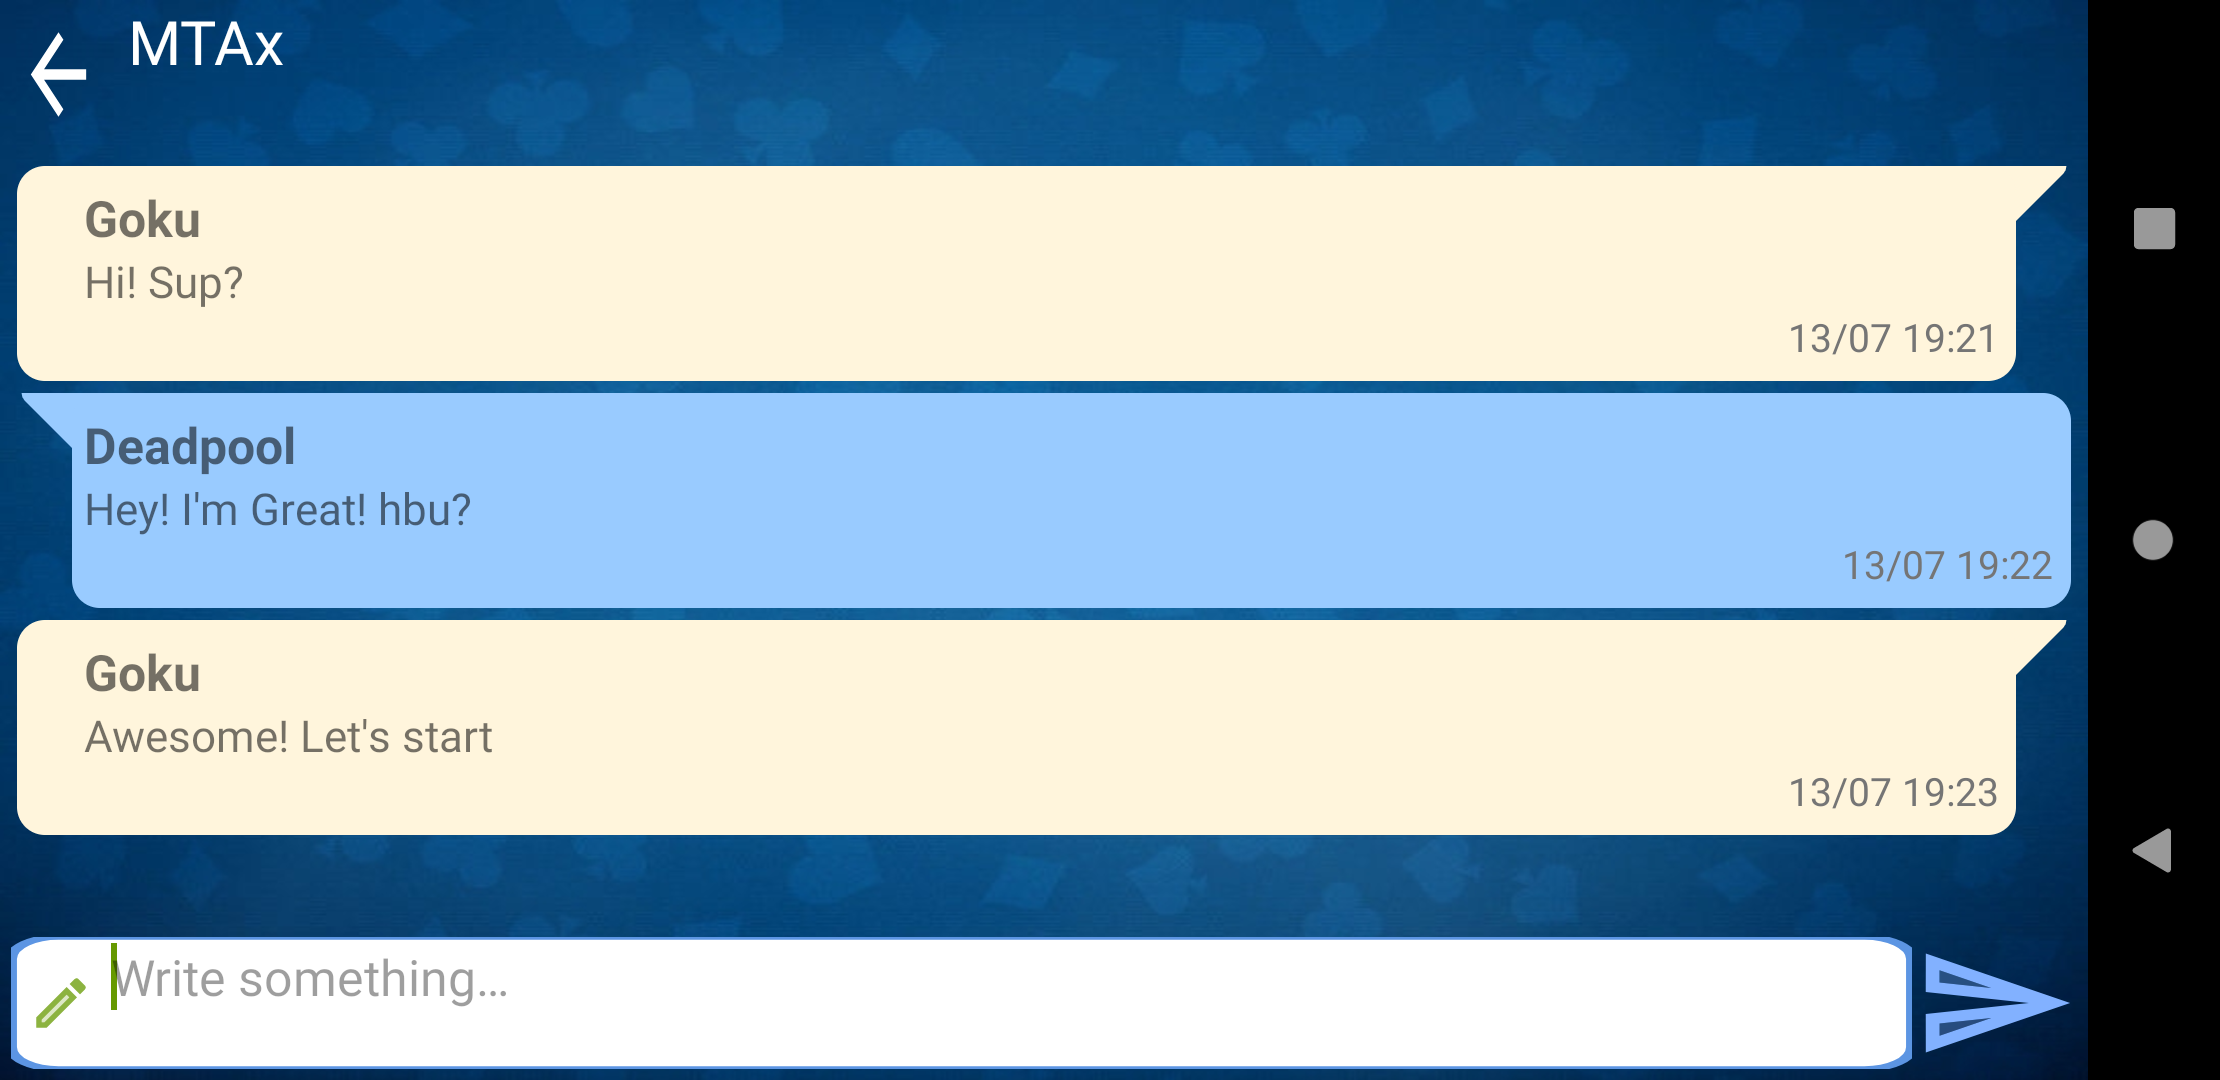 MTAx
Goku
Hi! Sup?
13/07 19:21
Deadpool
Hey! I'm Great! hbu?
13/07 19:22
Goku
Awesome! Let's start
13/07 19:23
Write something...